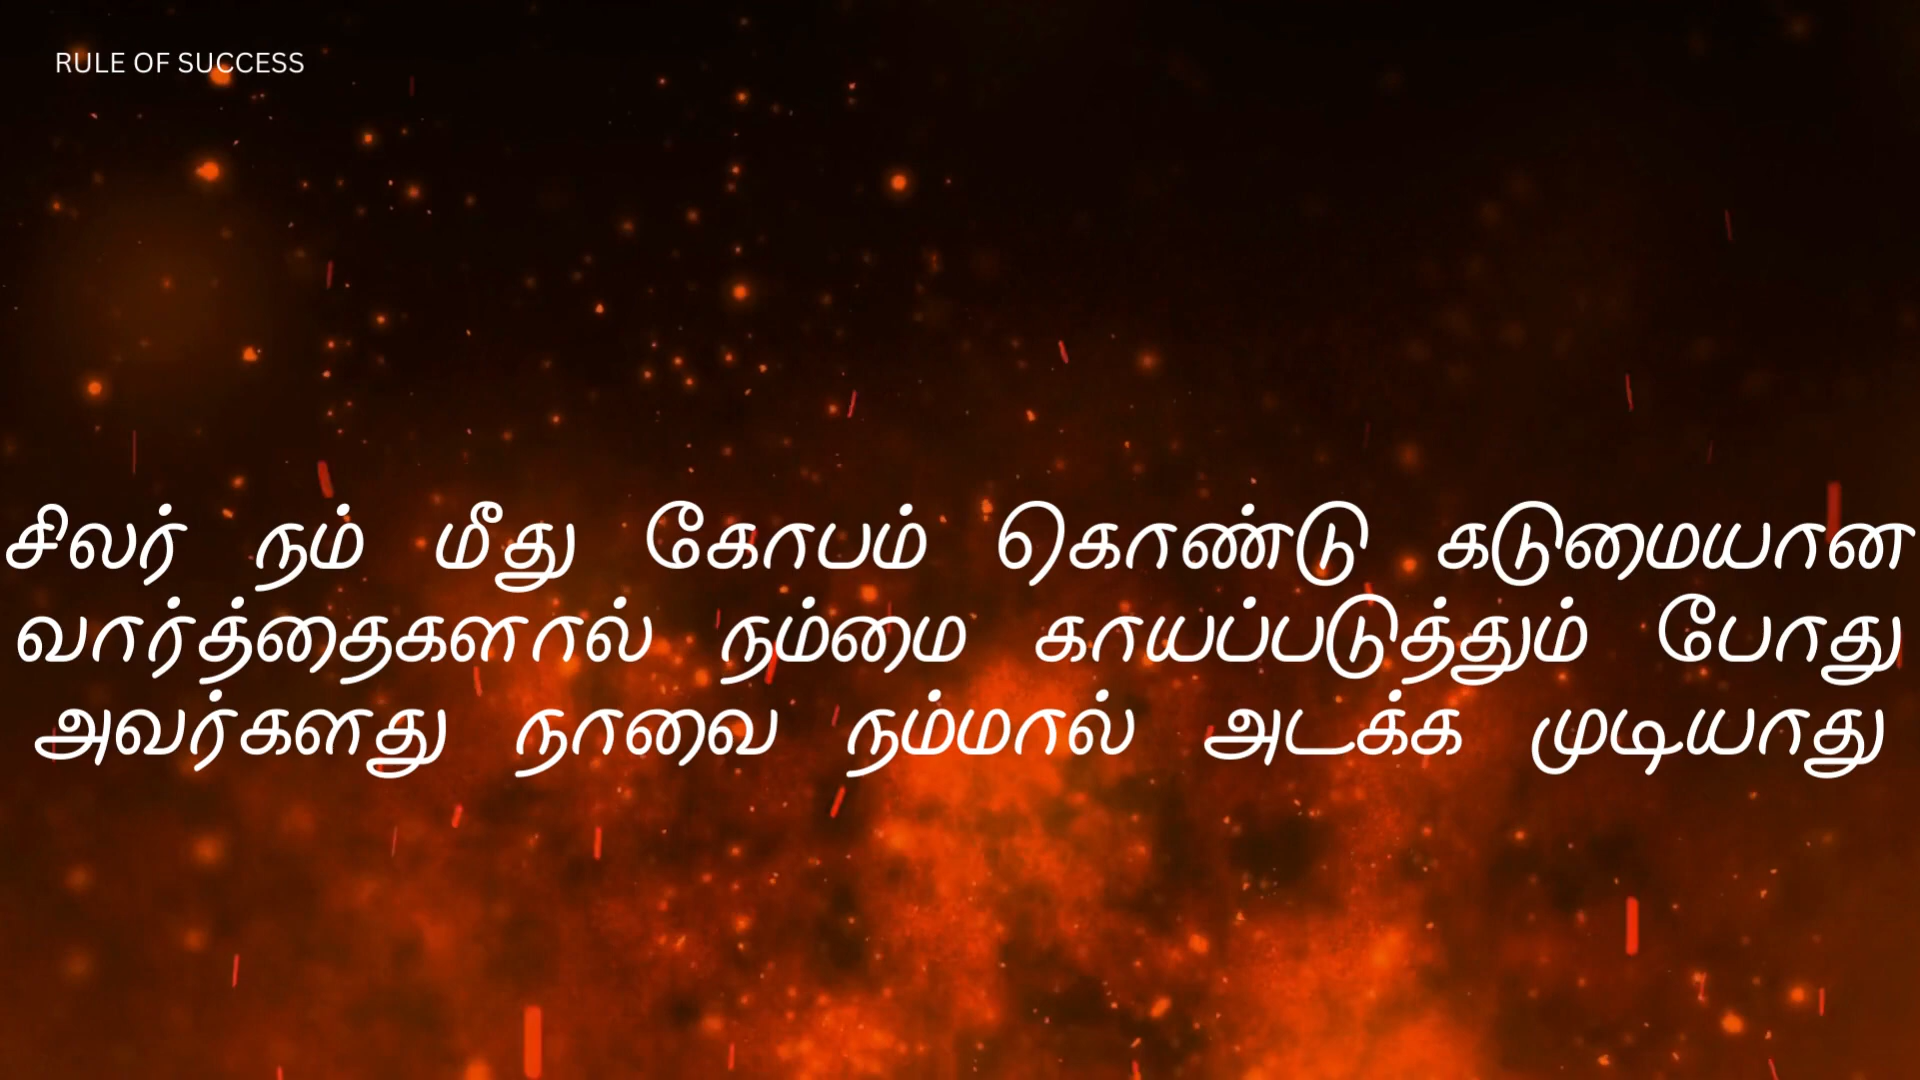 RULE OF SUCCESS
சிலர் நம் மீது கோபம் கொண்டு கடுமையான
வார்த்தைகளால் நம்மை காயப்படுத்தும் போது
அவர்களது நாவை நம்மால் அடக்க முடியாது